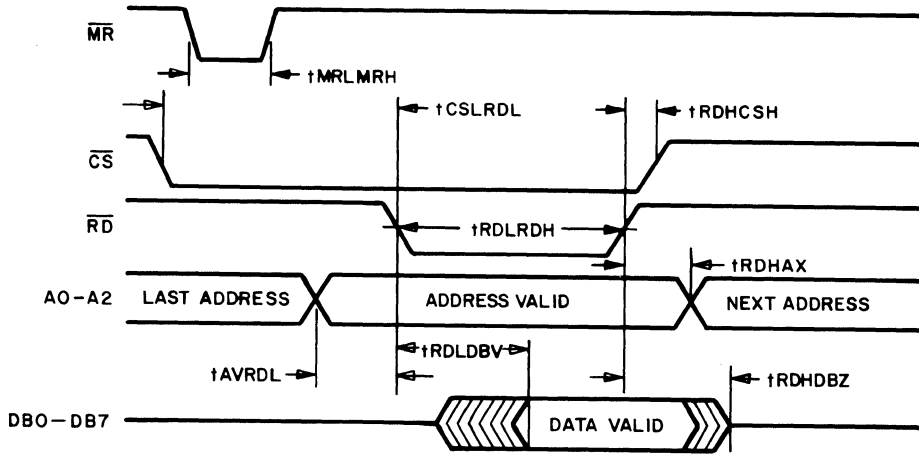 MR
tMRLMRH
tCSLRDL
tRDHCSH
CS
RD
tRDLRDH
tRDHAX
A0-A2
LAST ADDRESS
ADDRESS VALID
NEXT ADDRESS
tRDLDBV
tAVRDL
tRDHDBZ
DB0-DB7
DATA VALID